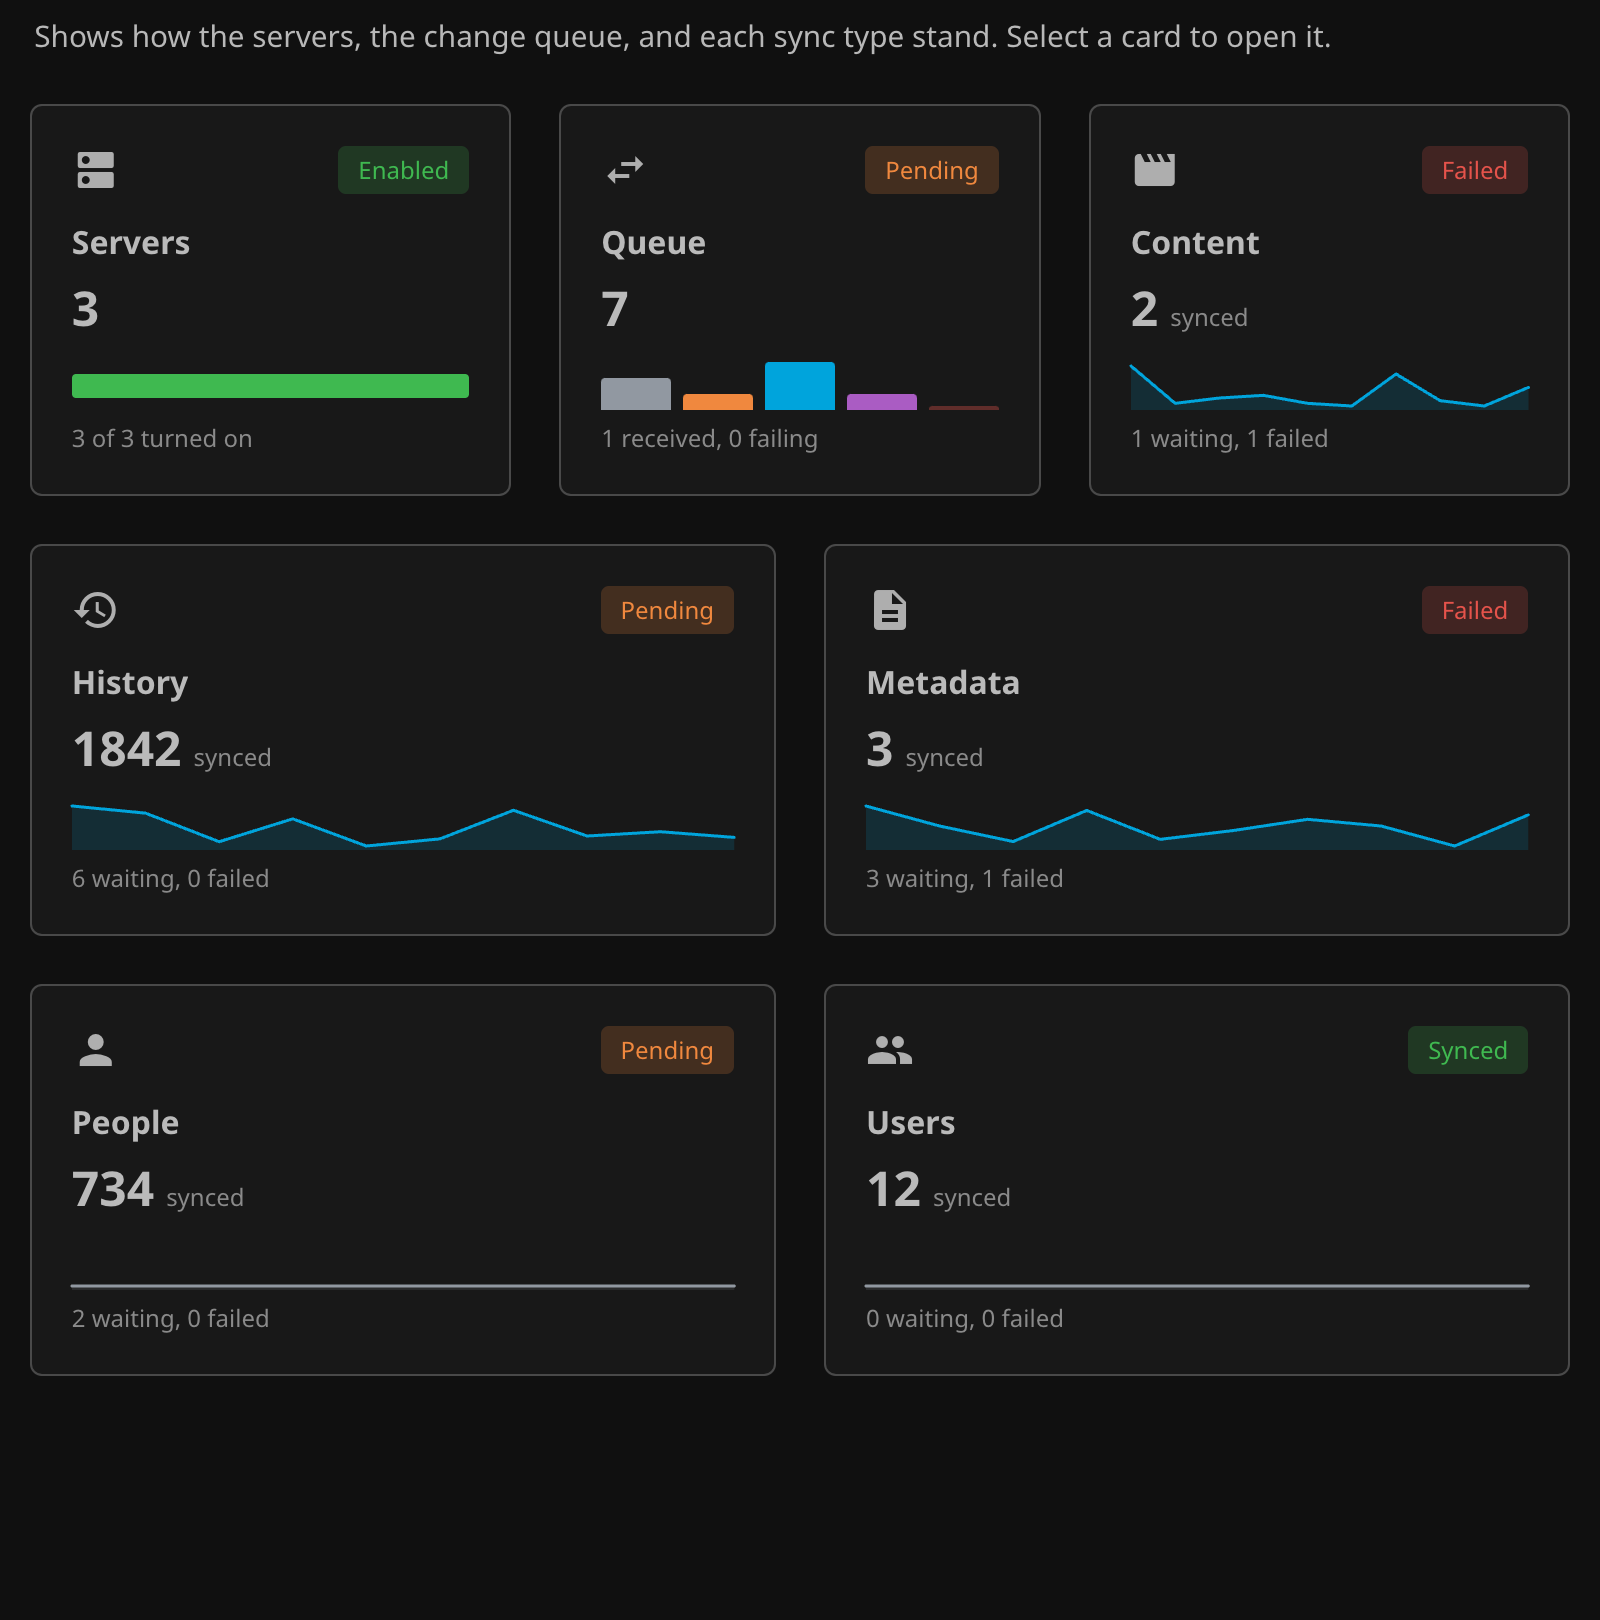 Shows how the servers, the change queue, and each sync type stand. Select a card to open it.
Enabled
Servers
3
3 of 3 turned on
Pending
Queue
7
1 received, 0 failing
Failed
Content
2 synced
1 waiting, 1 failed
Pending
History
1842 synced
6 waiting, 0 failed
Failed
Metadata
3 synced
3 waiting, 1 failed
Pending
People
734 synced
2 waiting, 0 failed
Synced
Users
12 synced
0 waiting, 0 failed